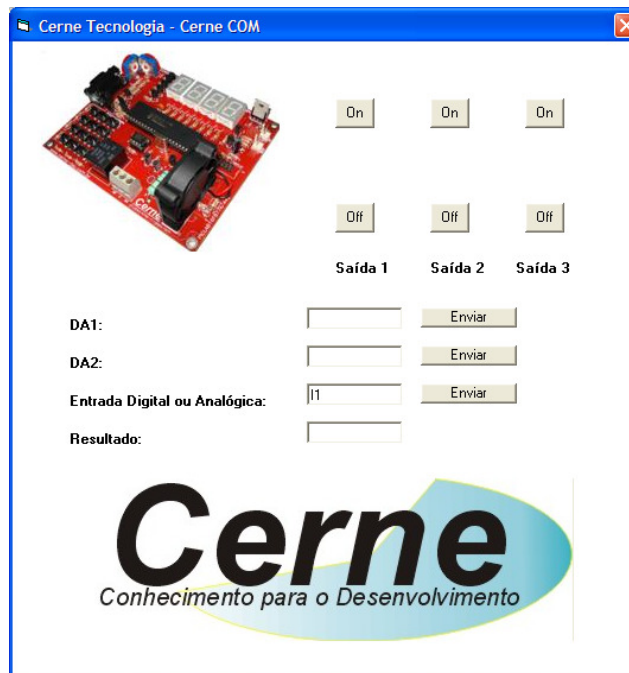 Cerne Tecnologia - Cerne COM
On On On
Off Off Off
Saída 1 Saída 2 Saída 3
DA1: Enviar
DA2: Enviar
Entrada Digital ou Analógica: I1 Enviar
Resultado:
Cerne
Conhecimento para o Desenvolvimento
Cerne